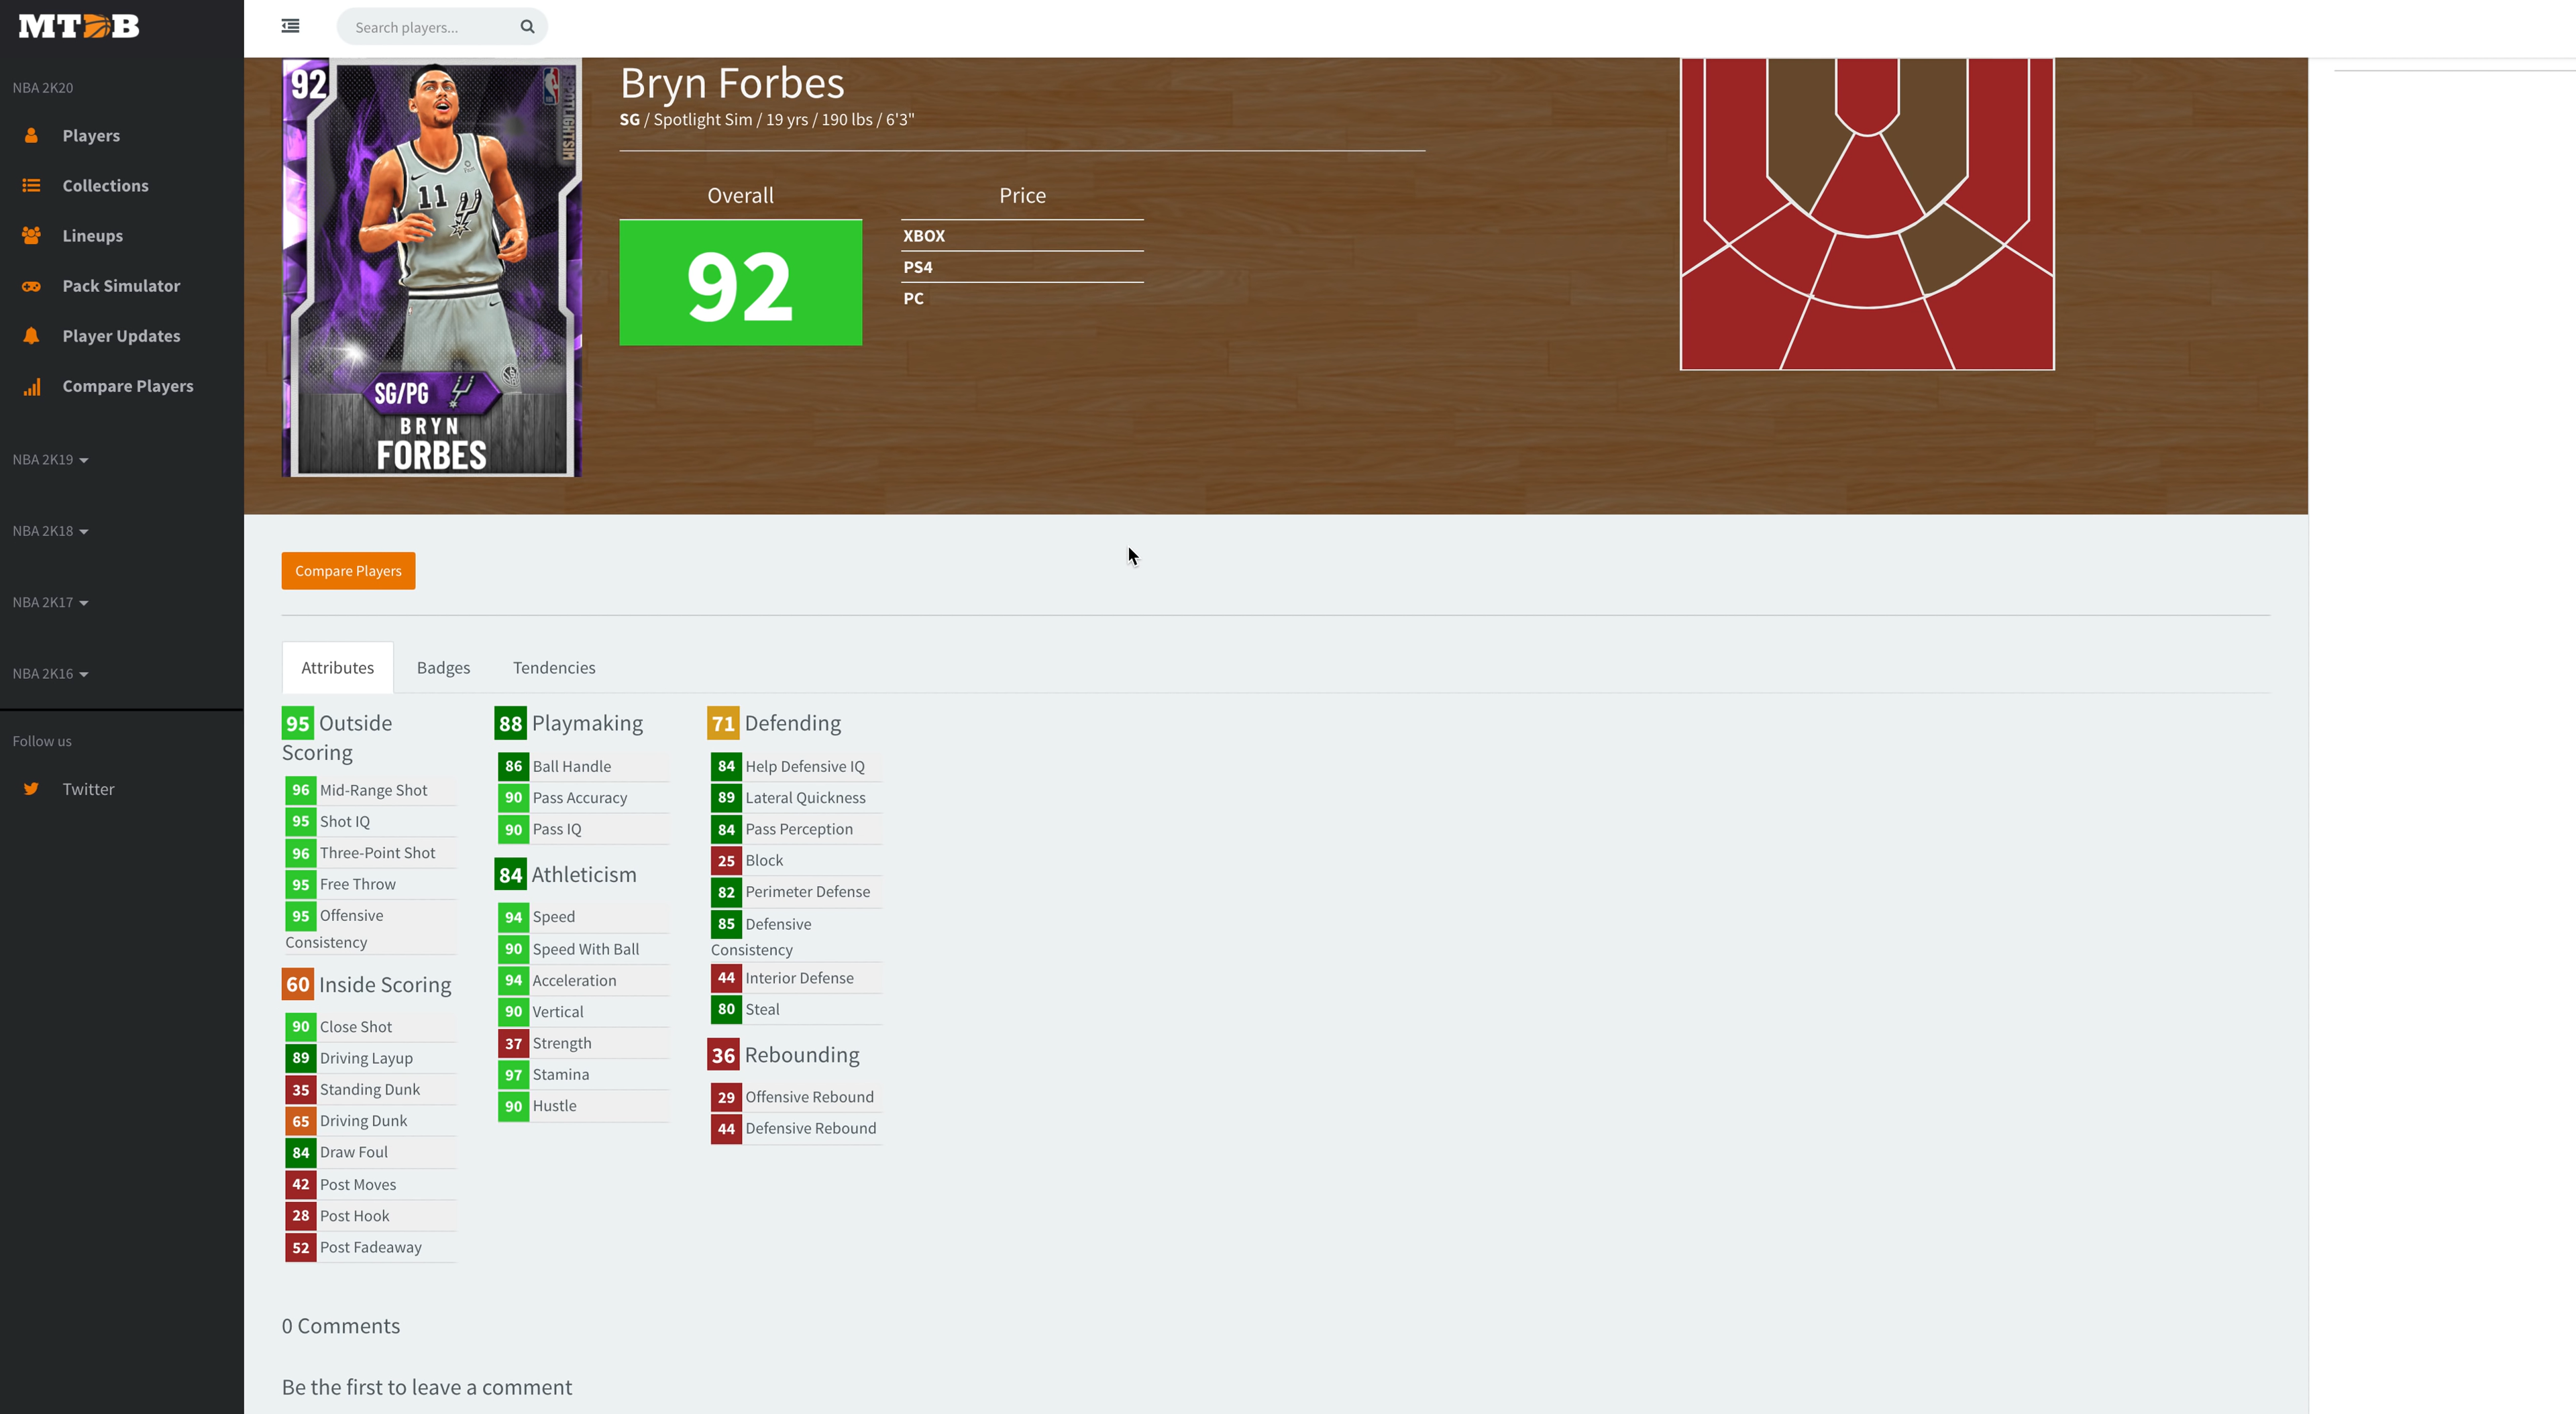 MTDB
Search players...
NBA 2K20
Players
Collections
Lineups
Pack Simulator
Player Updates
Compare Players
NBA 2K19
NBA 2K18
NBA 2K17
NBA 2K16
Follow us
Twitter
92
SPOTLIGHT SIM
11
SG/PG
BRYN
FORBES
Bryn Forbes
SG / Spotlight Sim / 19 yrs / 190 lbs / 6'3"
Overall
92
Price
XBOX
PS4
PC
Compare Players
Attributes
Badges
Tendencies
95 Outside
Scoring
96 Mid-Range Shot
95 Shot IQ
96 Three-Point Shot
95 Free Throw
95 Offensive
Consistency
60 Inside Scoring
90 Close Shot
89 Driving Layup
35 Standing Dunk
65 Driving Dunk
84 Draw Foul
42 Post Moves
28 Post Hook
52 Post Fadeaway
88 Playmaking
86 Ball Handle
90 Pass Accuracy
90 Pass IQ
84 Athleticism
94 Speed
90 Speed With Ball
94 Acceleration
90 Vertical
37 Strength
97 Stamina
90 Hustle
71 Defending
84 Help Defensive IQ
89 Lateral Quickness
84 Pass Perception
25 Block
82 Perimeter Defense
85 Defensive
Consistency
44 Interior Defense
80 Steal
36 Rebounding
29 Offensive Rebound
44 Defensive Rebound
0 Comments
Be the first to leave a comment